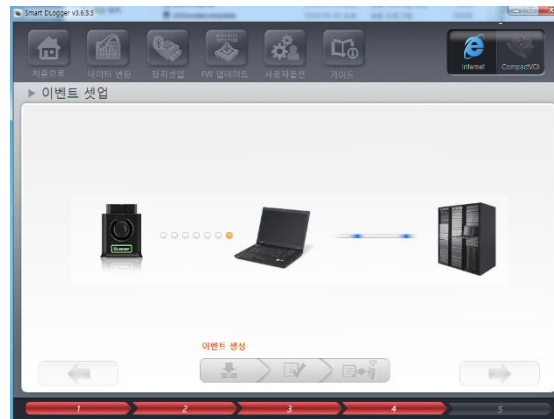 Smart DLogger v3.6.3.5
처음으로
데이터 변환
장치셋업
FW 업데이트
사용자옵션
가이드
Internet
CompactVCI
▶ 이벤트 셋업
DLogger
이벤트 생성
1 2 3 4 5